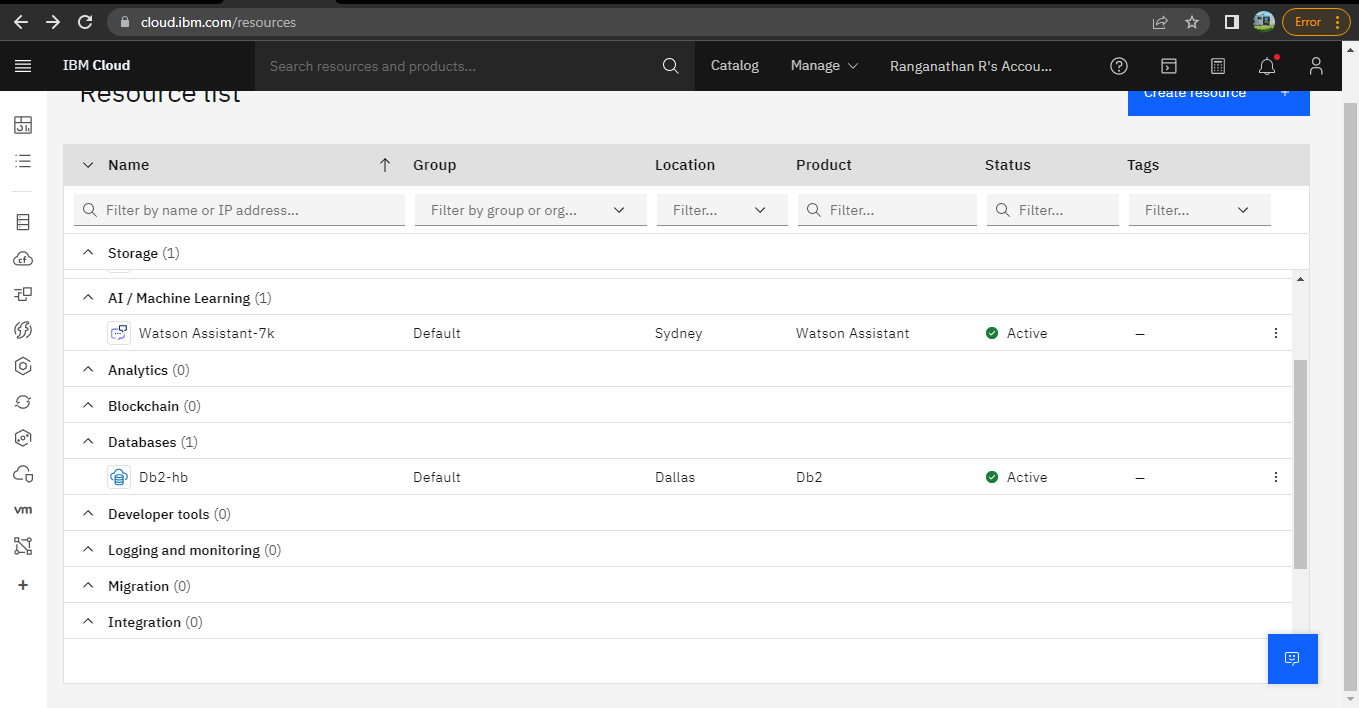 cloud.ibm.com/resources
Error
IBM Cloud
Search resources and products...
Catalog
Manage
Ranganathan R's Accou...
Resource list
Create resource +
Name
Group
Location
Product
Status
Tags
Filter by name or IP address...
Filter by group or org...
Filter...
Filter...
Filter...
Filter...
Storage (1)
AI / Machine Learning (1)
Watson Assistant-7k
Default
Sydney
Watson Assistant
Active
–
Analytics (0)
Blockchain (0)
Databases (1)
Db2-hb
Default
Dallas
Db2
Active
–
Developer tools (0)
Logging and monitoring (0)
Migration (0)
Integration (0)
cf
vm
+